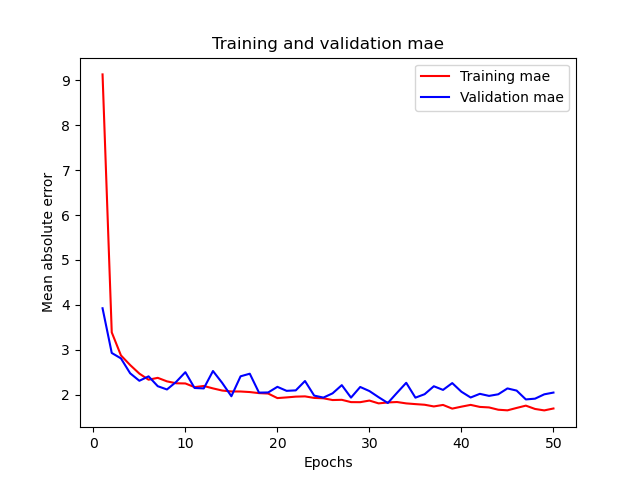 Training and validation mae
Training mae
Validation mae
Mean absolute error
9
8
7
6
5
4
3
2
0
10
20
30
40
50
Epochs